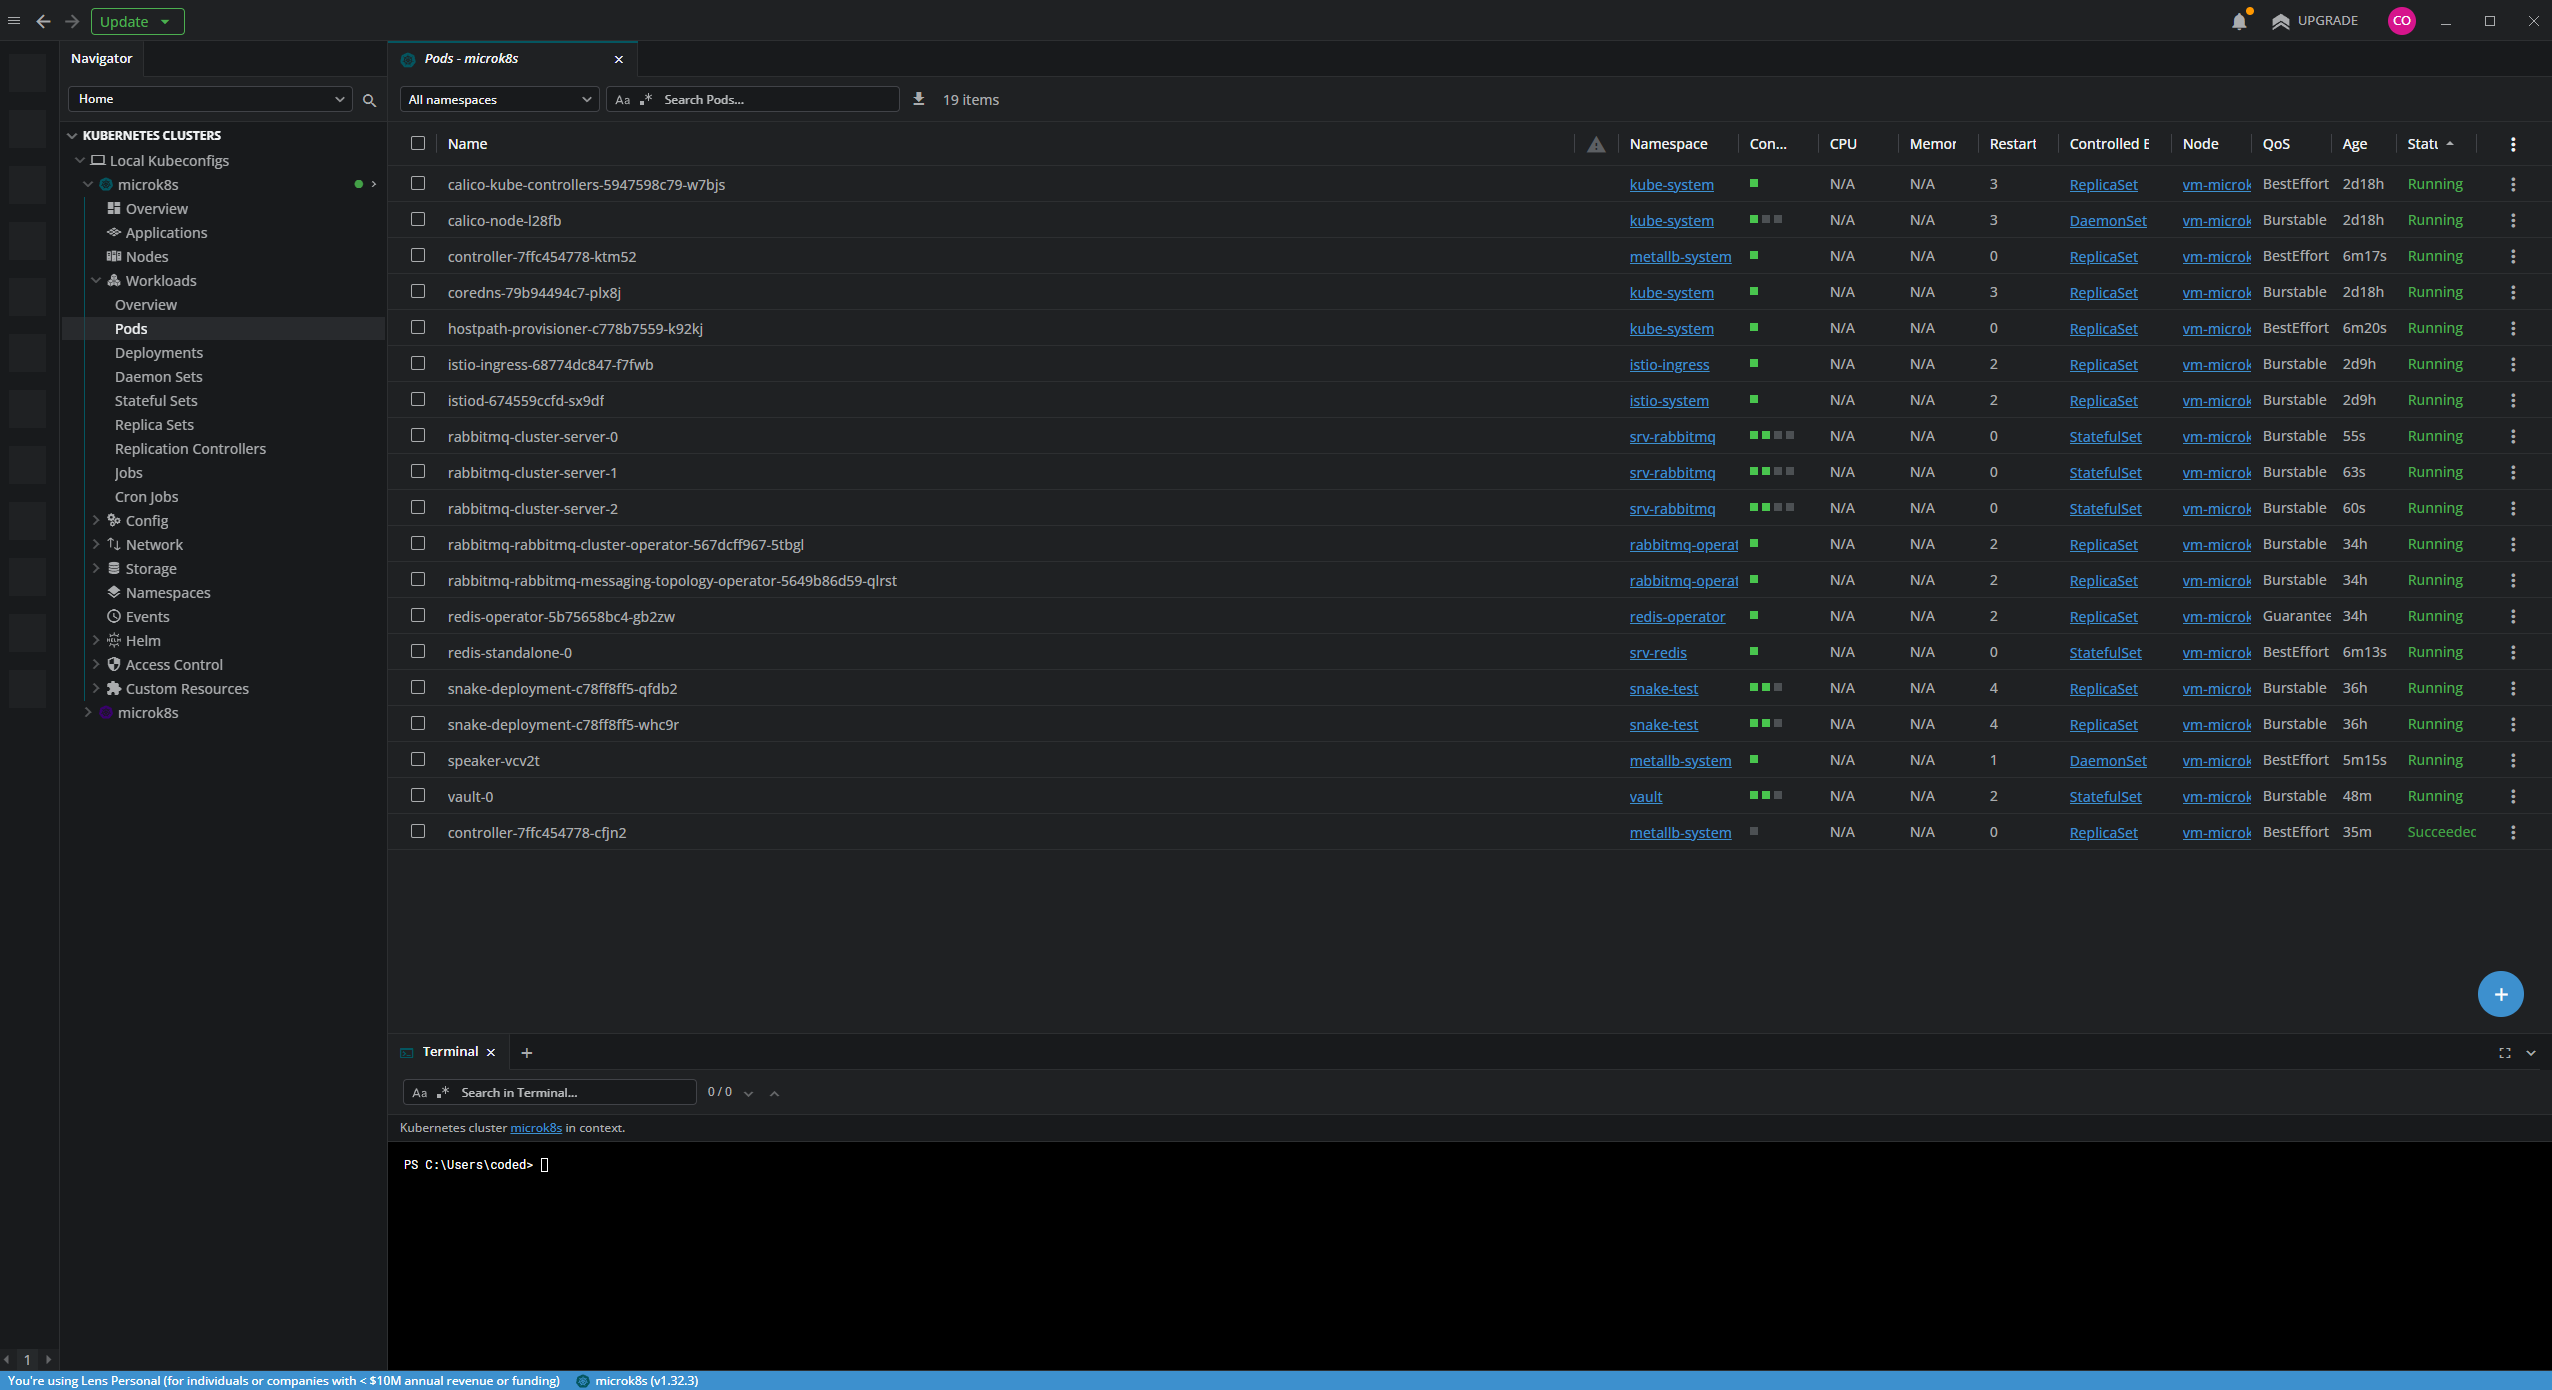 Update
UPGRADE
CO
Navigator
Pods - microk8s
Home
All namespaces
Aa .* Search Pods...
19 items
KUBERNETES CLUSTERS
Local Kubeconfigs
microk8s
Overview
Applications
Nodes
Workloads
Overview
Pods
Deployments
Daemon Sets
Stateful Sets
Replica Sets
Replication Controllers
Jobs
Cron Jobs
Config
Network
Storage
Namespaces
Events
Helm
Access Control
Custom Resources
microk8s
Name Namespace Con... CPU Memor Restart Controlled B Node QoS Age Statu
calico-kube-controllers-5947598c79-w7bjs kube-system N/A N/A 3 ReplicaSet vm-microk BestEffort 2d18h Running
calico-node-l28fb kube-system N/A N/A 3 DaemonSet vm-microk Burstable 2d18h Running
controller-7ffc454778-ktm52 metallb-system N/A N/A 0 ReplicaSet vm-microk BestEffort 6m17s Running
coredns-79b94494c7-plx8j kube-system N/A N/A 3 ReplicaSet vm-microk Burstable 2d18h Running
hostpath-provisioner-c778b7559-k92kj kube-system N/A N/A 0 ReplicaSet vm-microk BestEffort 6m20s Running
istio-ingress-68774dc847-f7fwb istio-ingress N/A N/A 2 ReplicaSet vm-microk Burstable 2d9h Running
istiod-674559ccfd-sx9df istio-system N/A N/A 2 ReplicaSet vm-microk Burstable 2d9h Running
rabbitmq-cluster-server-0 srv-rabbitmq N/A N/A 0 StatefulSet vm-microk Burstable 55s Running
rabbitmq-cluster-server-1 srv-rabbitmq N/A N/A 0 StatefulSet vm-microk Burstable 63s Running
rabbitmq-cluster-server-2 srv-rabbitmq N/A N/A 0 StatefulSet vm-microk Burstable 60s Running
rabbitmq-rabbitmq-cluster-operator-567dcff967-5tbgl rabbitmq-operat N/A N/A 2 ReplicaSet vm-microk Burstable 34h Running
rabbitmq-rabbitmq-messaging-topology-operator-5649b86d59-qlrst rabbitmq-operat N/A N/A 2 ReplicaSet vm-microk Burstable 34h Running
redis-operator-5b75658bc4-gb2zw redis-operator N/A N/A 2 ReplicaSet vm-microk Guarantee 34h Running
redis-standalone-0 srv-redis N/A N/A 0 StatefulSet vm-microk BestEffort 6m13s Running
snake-deployment-c78ff8ff5-qfdb2 snake-test N/A N/A 4 ReplicaSet vm-microk Burstable 36h Running
snake-deployment-c78ff8ff5-whc9r snake-test N/A N/A 4 ReplicaSet vm-microk Burstable 36h Running
speaker-vcv2t metallb-system N/A N/A 1 DaemonSet vm-microk BestEffort 5m15s Running
vault-0 vault N/A N/A 2 StatefulSet vm-microk Burstable 48m Running
controller-7ffc454778-cfjn2 metallb-system N/A N/A 0 ReplicaSet vm-microk BestEffort 35m Succeeded
Terminal
Aa .* Search in Terminal...
0 / 0
Kubernetes cluster microk8s in context.
PS C:\Users\coded>
1
You're using Lens Personal (for individuals or companies with < $10M annual revenue or funding)
microk8s (v1.32.3)